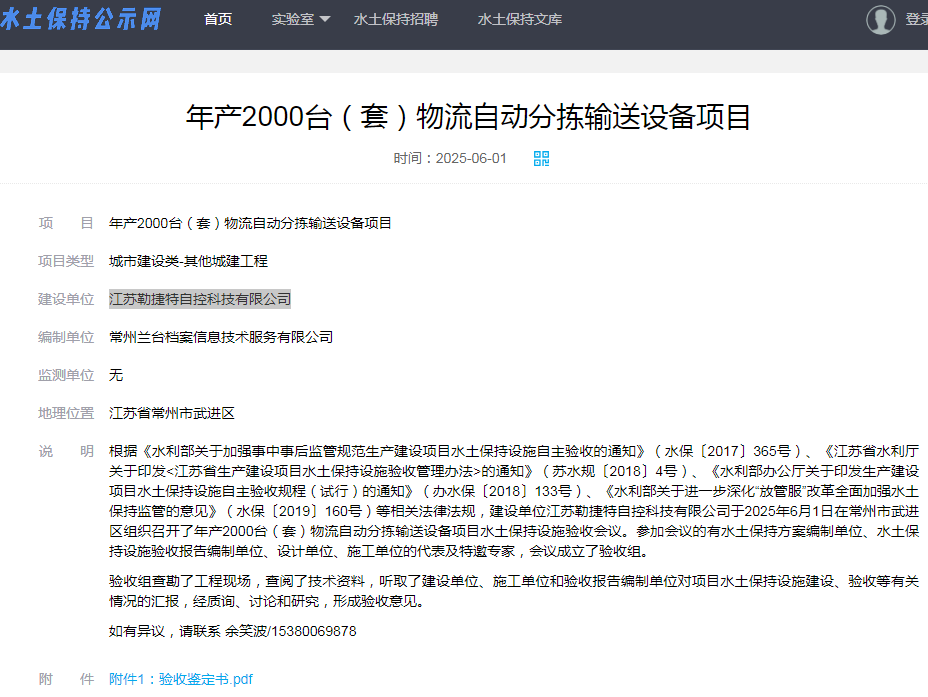 水土保持公示网 首页 实验室 水土保持招聘 水土保持文库 登录
年产2000台（套）物流自动分拣输送设备项目
时间：2025-06-01
项 目 年产2000台（套）物流自动分拣输送设备项目
项目类型 城市建设类-其他城建工程
建设单位 江苏勒捷特自控科技有限公司
编制单位 常州兰台档案信息技术服务有限公司
监测单位 无
地理位置 江苏省常州市武进区
说 明 根据《水利部关于加强事中事后监管规范生产建设项目水土保持设施自主验收的通知》（水保〔2017〕365号）、《江苏省水利厅
关于印发<江苏省生产建设项目水土保持设施验收管理办法>的通知》（苏水规〔2018〕4号）、《水利部办公厅关于印发生产建设
项目水土保持设施自主验收规程（试行）的通知》（办水保〔2018〕133号）、《水利部关于进一步深化“放管服”改革全面加强水土
保持监管的意见》（水保〔2019〕160号）等相关法律法规，建设单位江苏勒捷特自控科技有限公司于2025年6月1日在常州市武进
区组织召开了年产2000台（套）物流自动分拣输送设备项目水土保持设施验收会议。参加会议的有水土保持方案编制单位、水土保
持设施验收报告编制单位、设计单位、施工单位的代表及特邀专家，会议成立了验收组。
验收组查勘了工程现场，查阅了技术资料，听取了建设单位、施工单位和验收报告编制单位对项目水土保持设施建设、验收等有关
情况的汇报，经质询、讨论和研究，形成验收意见。
如有异议，请联系 余笑波/15380069878
附 件 附件1：验收鉴定书.pdf